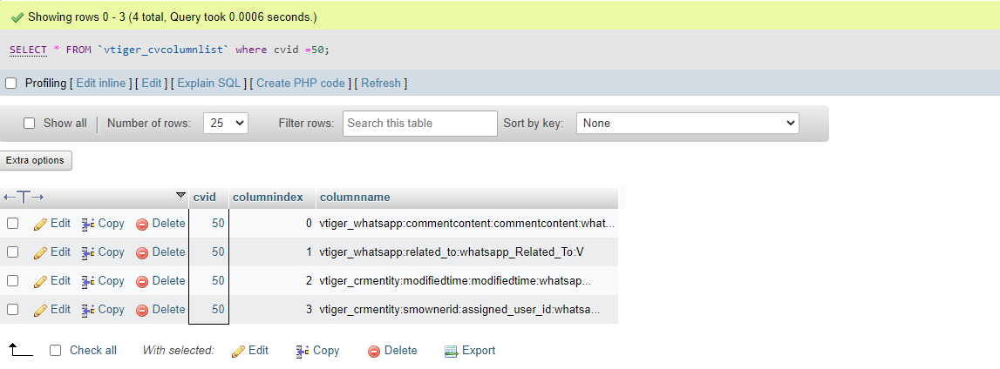 Showing rows 0 - 3 (4 total, Query took 0.0006 seconds.)
SELECT * FROM `vtiger_cvcolumnlist` where cvid =50;
Profiling [ Edit inline ] [ Edit ] [ Explain SQL ] [ Create PHP code ] [ Refresh ]
Show all Number of rows: 25 Filter rows: Search this table Sort by key: None
Extra options
←T→ cvid columnindex columnname
Edit Copy Delete 50 0 vtiger_whatsapp:commentcontent:commentcontent:what...
Edit Copy Delete 50 1 vtiger_whatsapp:related_to:whatsapp_Related_To:V
Edit Copy Delete 50 2 vtiger_crmentity:modifiedtime:modifiedtime:whatsap...
Edit Copy Delete 50 3 vtiger_crmentity:smownerid:assigned_user_id:whatsa...
Check all With selected: Edit Copy Delete Export